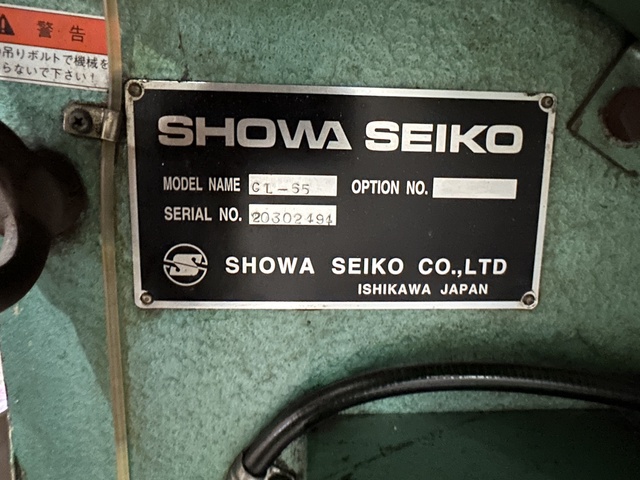 警告
吊りボルトで機械を
らないで下さい！
SHOWA SEIKO
MODEL NAME GL-65 OPTION NO.
SERIAL NO. 20302494
SHOWA SEIKO CO.,LTD
ISHIKAWA JAPAN